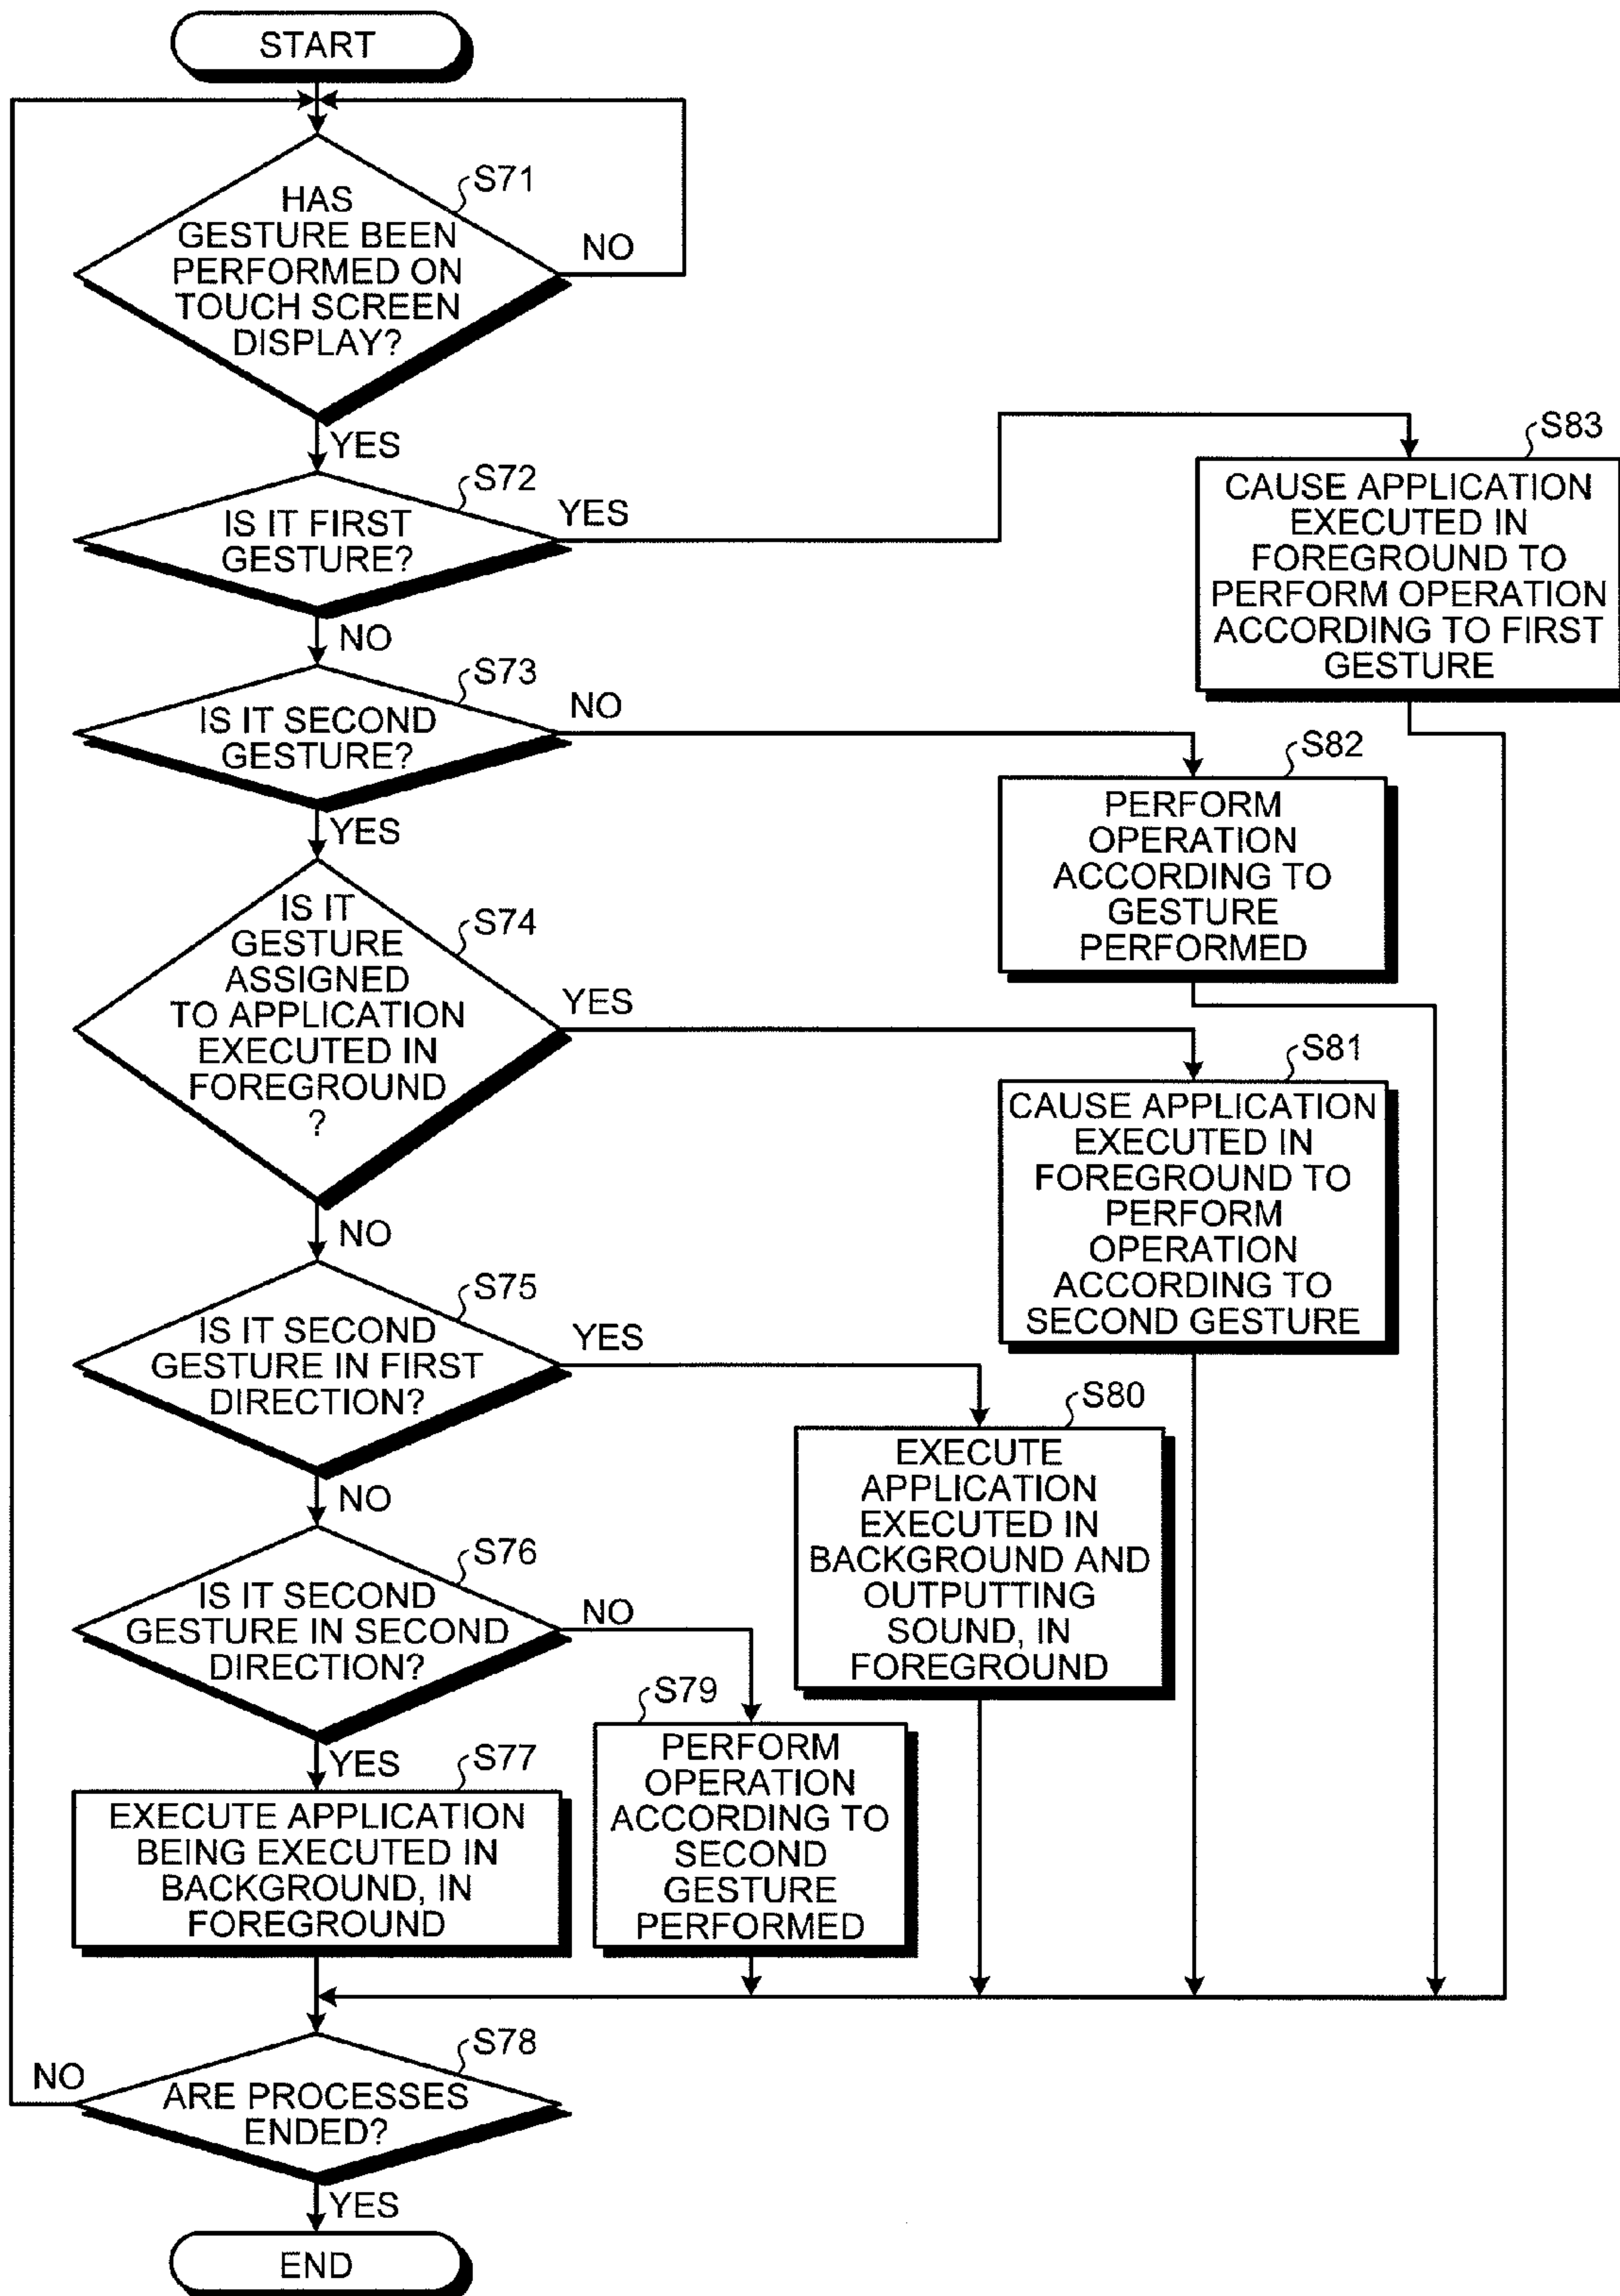 START
S71
HAS
GESTURE BEEN
PERFORMED ON
TOUCH SCREEN
DISPLAY?
NO
YES
S72
IS IT FIRST
GESTURE?
YES
S83
CAUSE APPLICATION
EXECUTED IN
FOREGROUND TO
PERFORM OPERATION
ACCORDING TO FIRST
GESTURE
NO
S73
IS IT SECOND
GESTURE?
NO
S82
PERFORM
OPERATION
ACCORDING TO
GESTURE
PERFORMED
YES
S74
IS IT
GESTURE
ASSIGNED
TO APPLICATION
EXECUTED IN
FOREGROUND
?
YES
S81
CAUSE APPLICATION
EXECUTED IN
FOREGROUND TO
PERFORM
OPERATION
ACCORDING TO
SECOND GESTURE
NO
S75
IS IT SECOND
GESTURE IN FIRST
DIRECTION?
YES
S80
EXECUTE
APPLICATION
EXECUTED IN
BACKGROUND AND
OUTPUTTING
SOUND, IN
FOREGROUND
NO
S76
IS IT SECOND
GESTURE IN SECOND
DIRECTION?
NO
S79
PERFORM
OPERATION
ACCORDING TO
SECOND
GESTURE
PERFORMED
YES
S77
EXECUTE APPLICATION
BEING EXECUTED IN
BACKGROUND, IN
FOREGROUND
S78
ARE PROCESSES
ENDED?
NO
YES
END